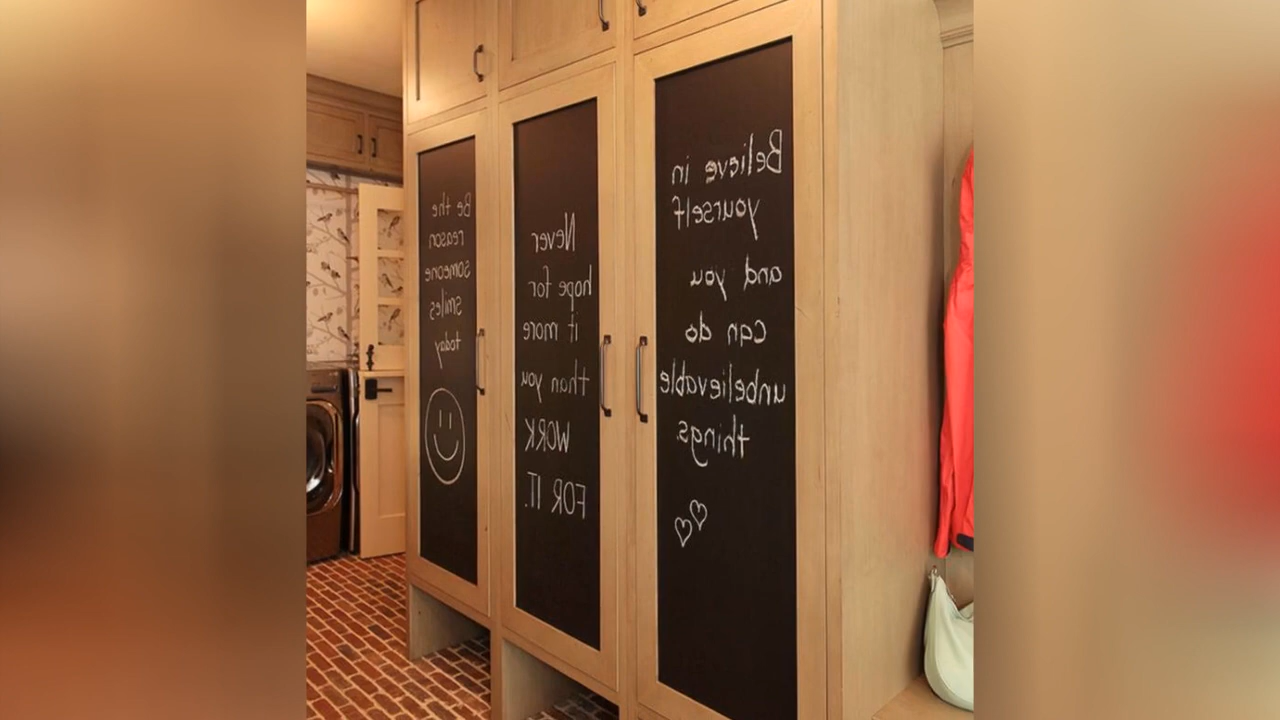 Believe in
yourself
and you
can do
unbelievable
things.
Never
hope for
it more
than you
WORK
FOR IT.
Be the
reason
someone
smiles
today